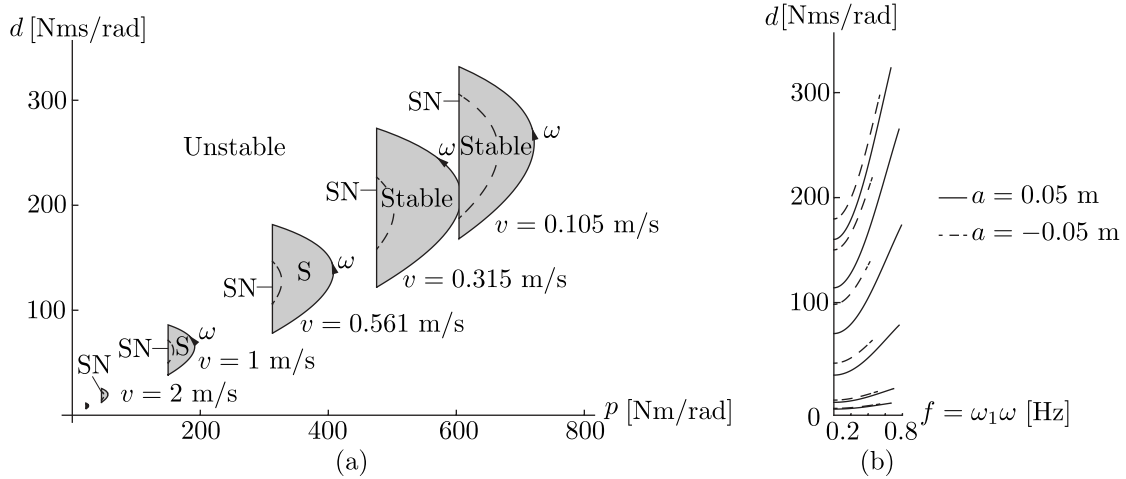 d [Nms/rad]
300
200
100
Unstable
SN
Stable
ω
v = 0.105 m/s
SN
Stable
ω
v = 0.315 m/s
SN
S
ω
v = 0.561 m/s
SN
S
ω
v = 1 m/s
SN
v = 2 m/s
200
400
600
800
p [Nm/rad]
(a)
d[Nms/rad]
300
200
100
0
0.2
0.8
f = ω₁ω [Hz]
a = 0.05 m
a = −0.05 m
(b)